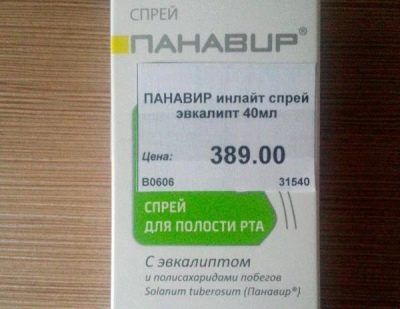 СПРЕЙ
ПАНАВИР®
ПАНАВИР инлайт спрей
эвкалипт 40мл
Цена: 389.00
B0606 31540
СПРЕЙ
ДЛЯ ПОЛОСТИ РТА
С эвкалиптом
и полисахаридами побегов
Solanum tuberosum (Панавир®)